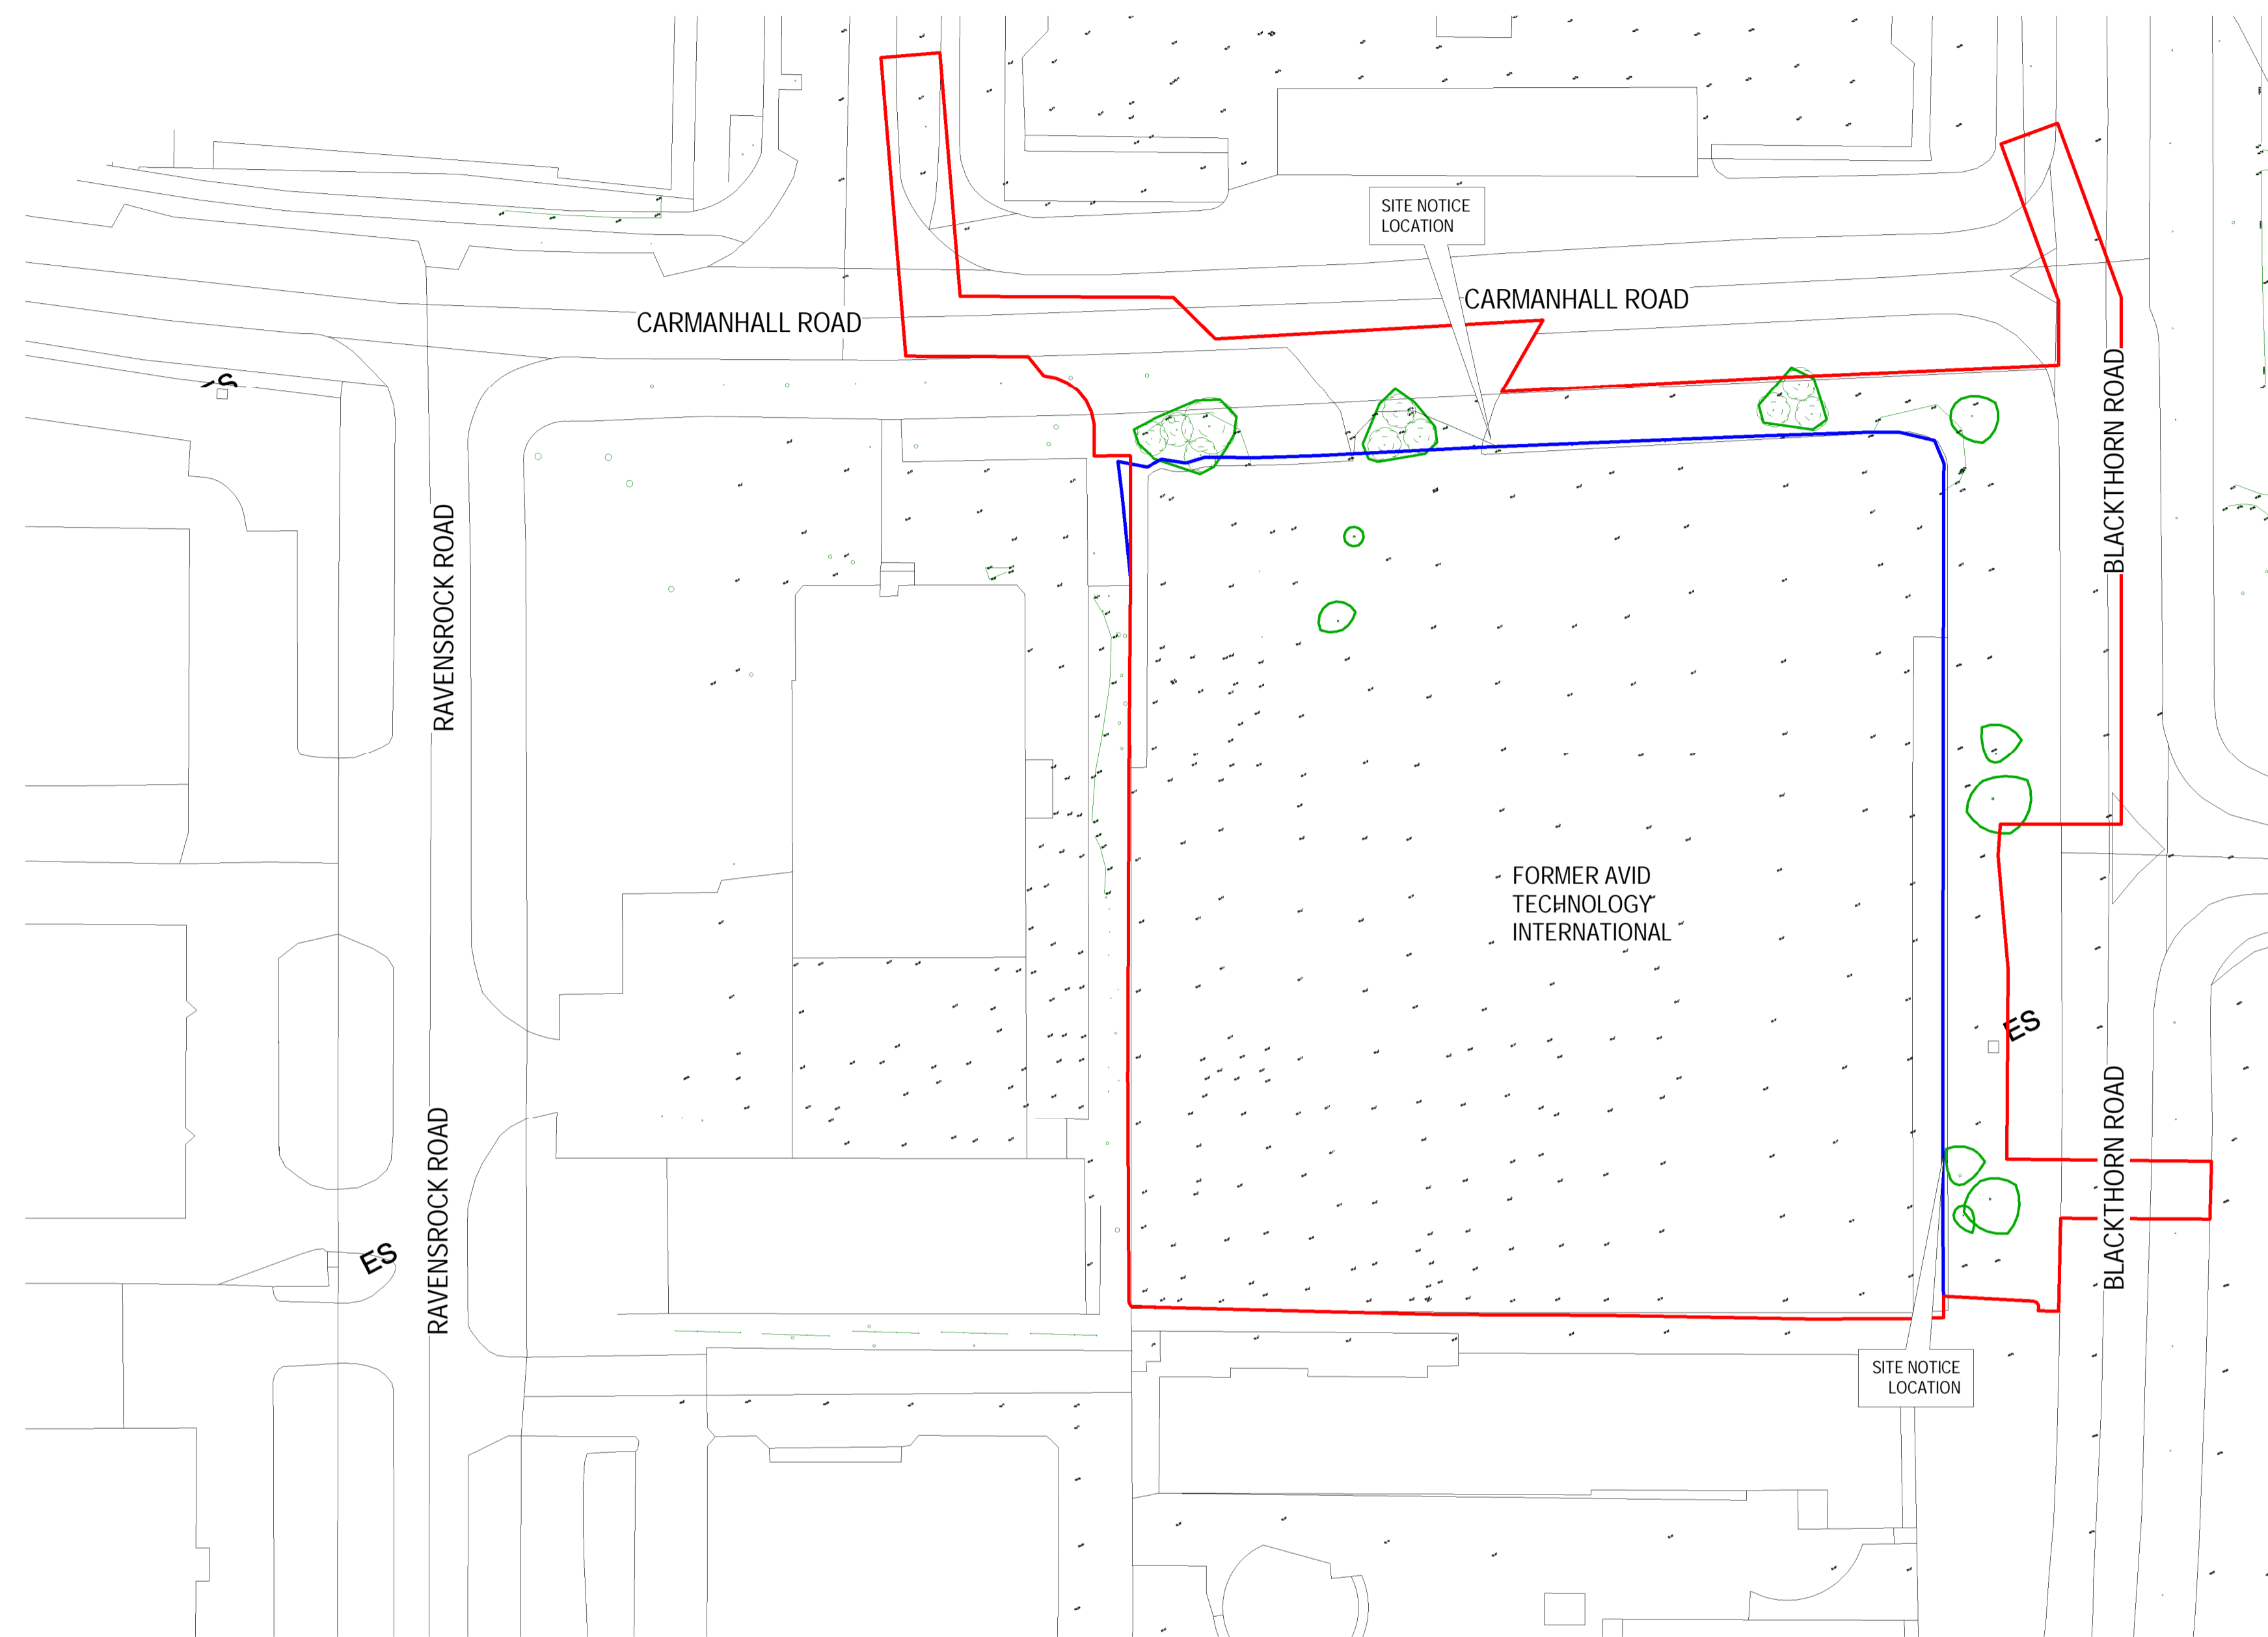 SITE NOTICE
LOCATION
CARMANHALL ROAD
CARMANHALL ROAD
BLACKTHORN ROAD
RAVENSROCK ROAD
FORMER AVID
TECHNOLOGY
INTERNATIONAL
ES
BLACKTHORN ROAD
RAVENSROCK ROAD
ES
SITE NOTICE
LOCATION